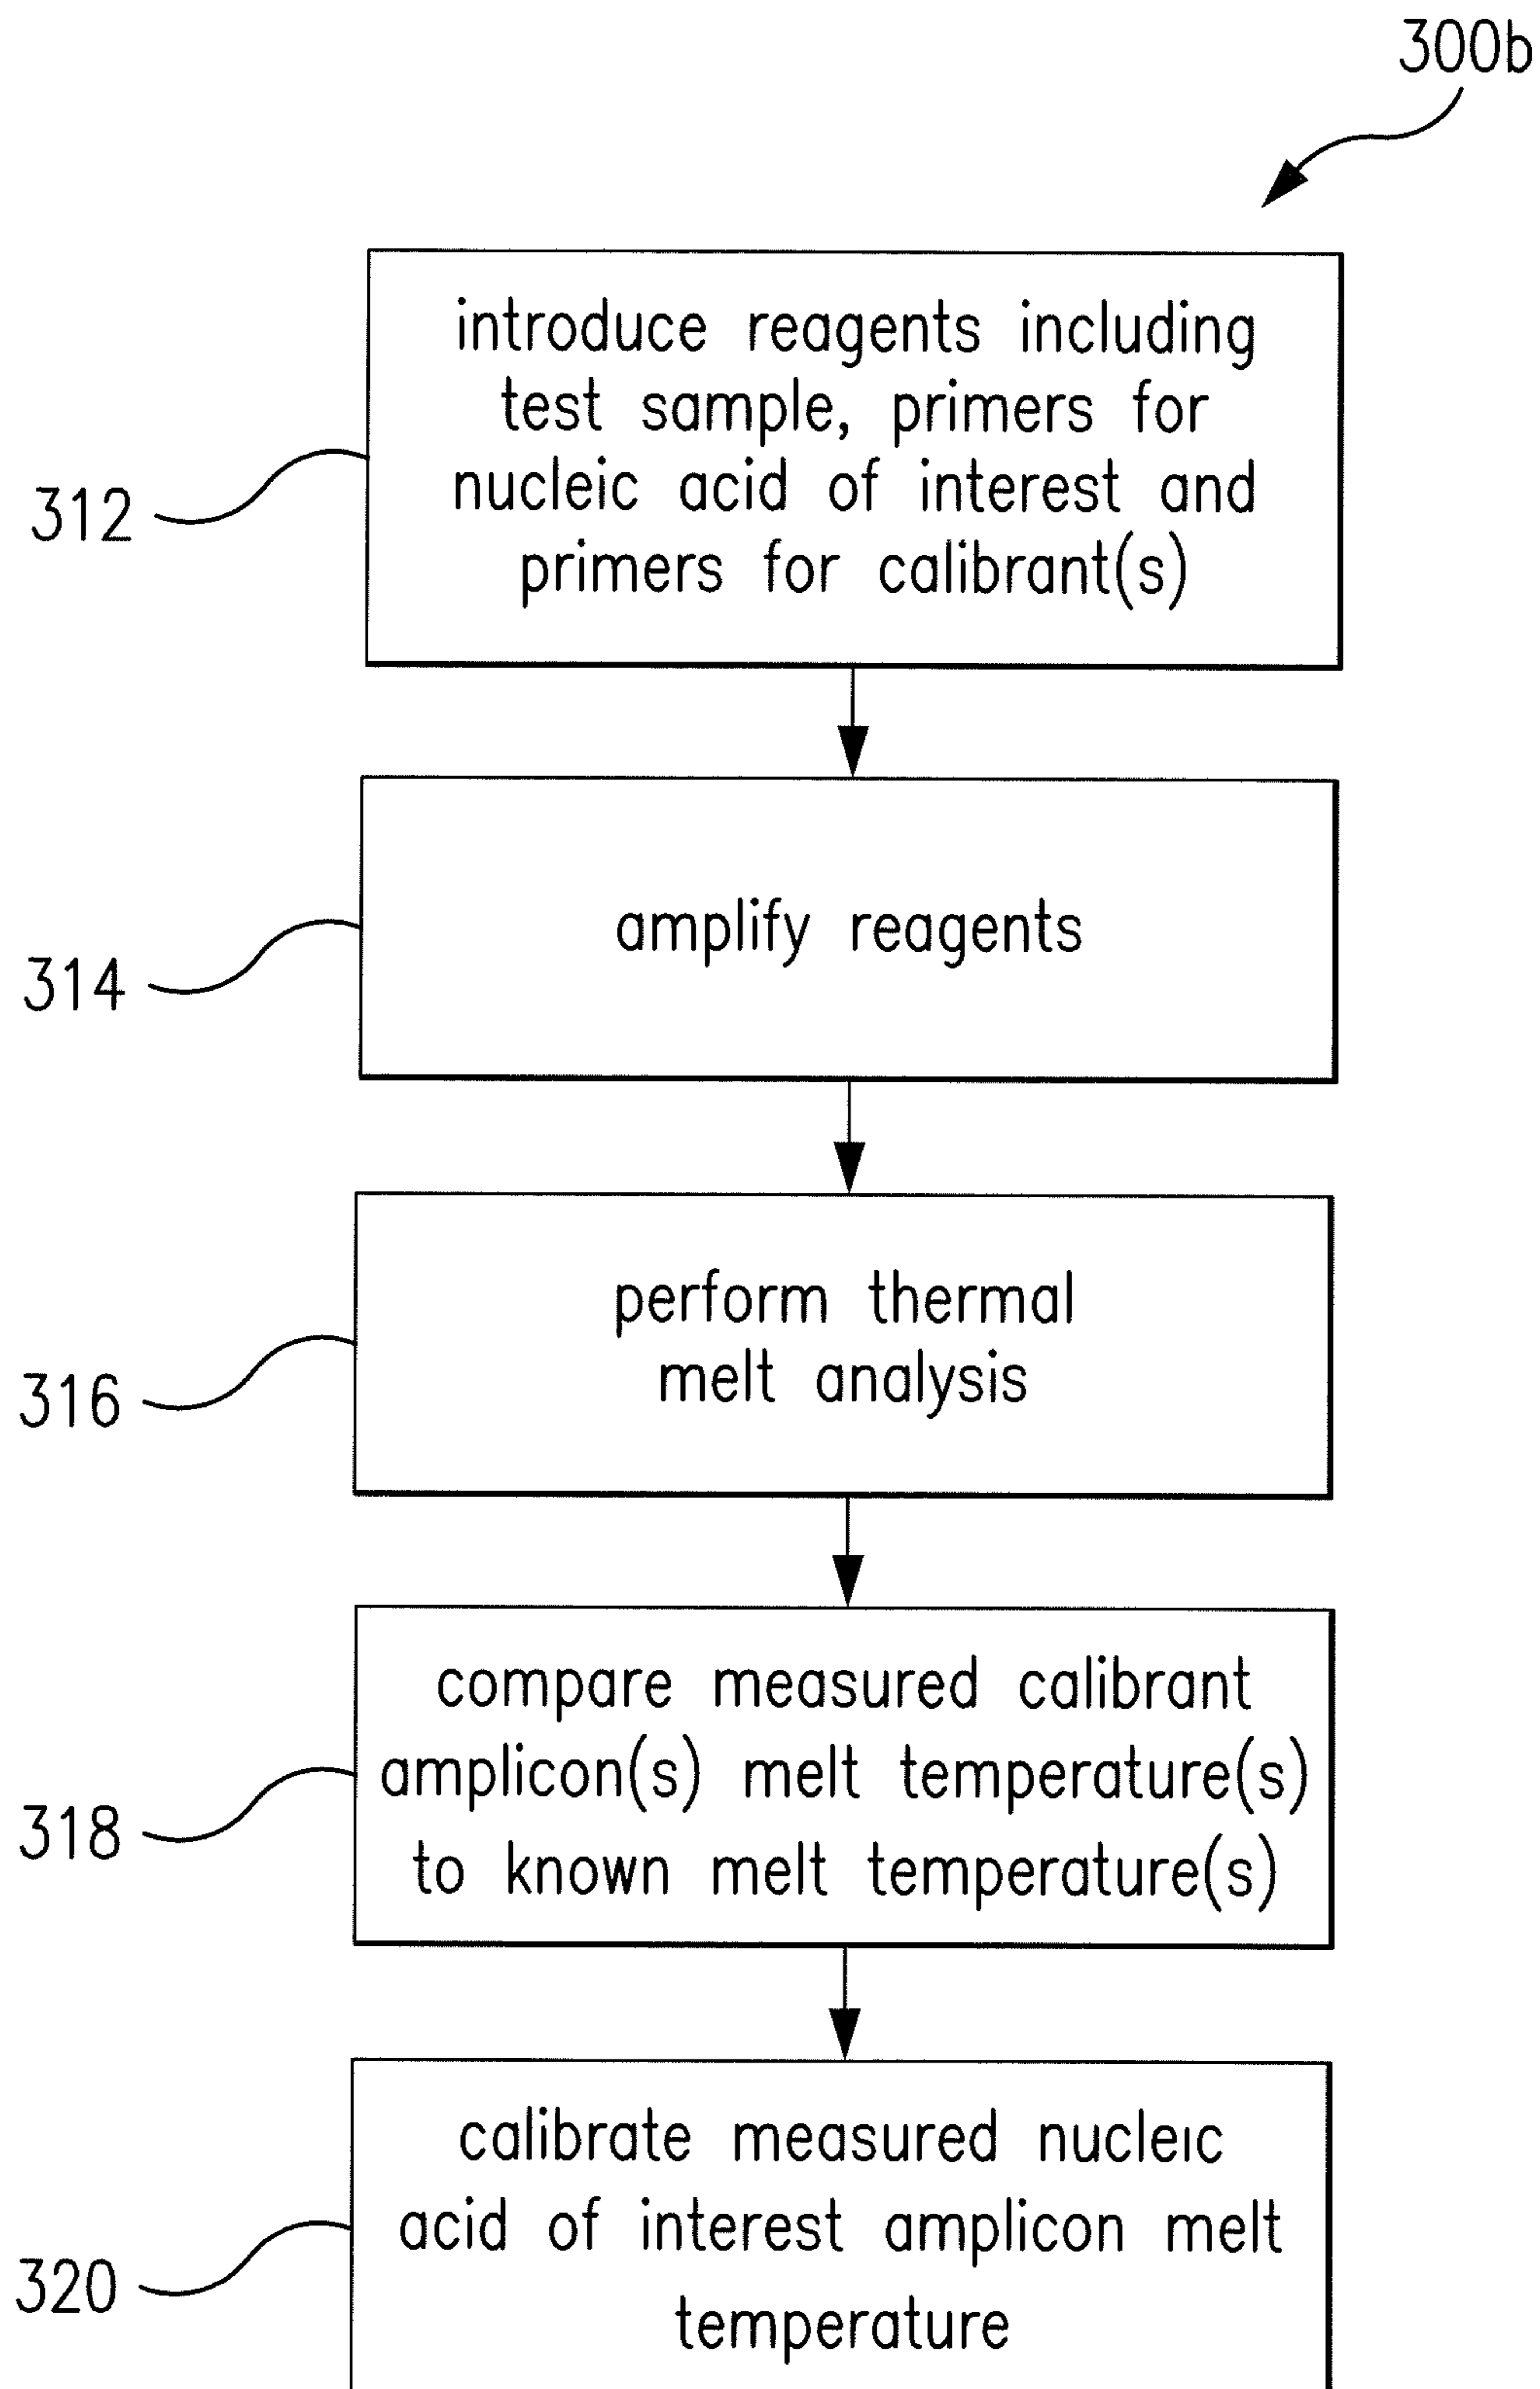 300b
introduce reagents including
test sample, primers for
nucleic acid of interest and
primers for calibrant(s)
312
amplify reagents
314
perform thermal
melt analysis
316
compare measured calibrant
amplicon(s) melt temperature(s)
to known melt temperature(s)
318
calibrate measured nucleic
acid of interest amplicon melt
temperature
320